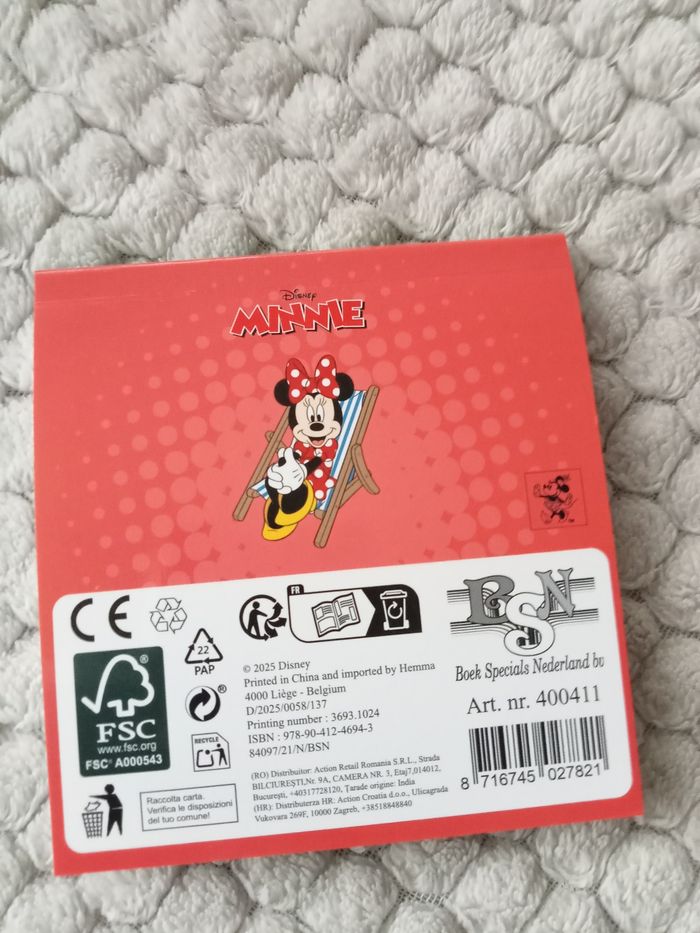 Disney
MINNIE
CE
FR
22
PAP
FSC
www.fsc.org
FSC® A000543
RECYCLE
Raccolta carta.
Verifica le disposizioni
del tuo comune!
© 2025 Disney
Printed in China and imported by Hemma
4000 Liège - Belgium
D/2025/0058/137
Printing number : 3693.1024
ISBN : 978-90-412-4694-3
84097/21/N/BSN
(RO) Distribuitor: Action Retail Romania S.R.L., Strada
BILCIUREȘTI,Nr. 9A, CAMERA NR. 3, Etaj7,014012,
București, +40317728120, Țarade origine: India
(HR): Distributerza HR: Action Croatia d.o.o., Ulicagrada
Vukovara 269F, 10000 Zagreb, +38518848840
BSN
Boek Specials Nederland bv
Art. nr. 400411
8 716745 027821